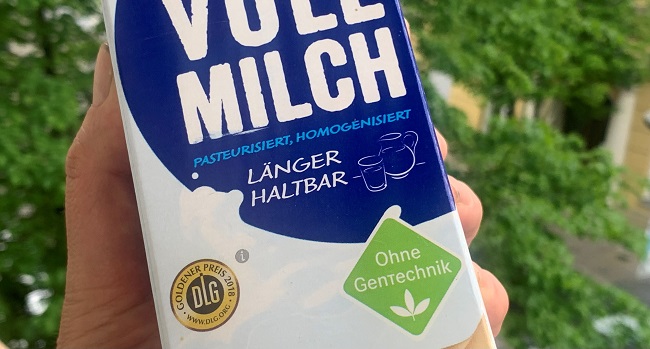 VOLL
MILCH
PASTEURISIERT, HOMOGENISIERT
LÄNGER
HALTBAR
Ohne
GenTechnik
i
GOLDENER PREIS 2018
DLG
WWW.DLG.ORG